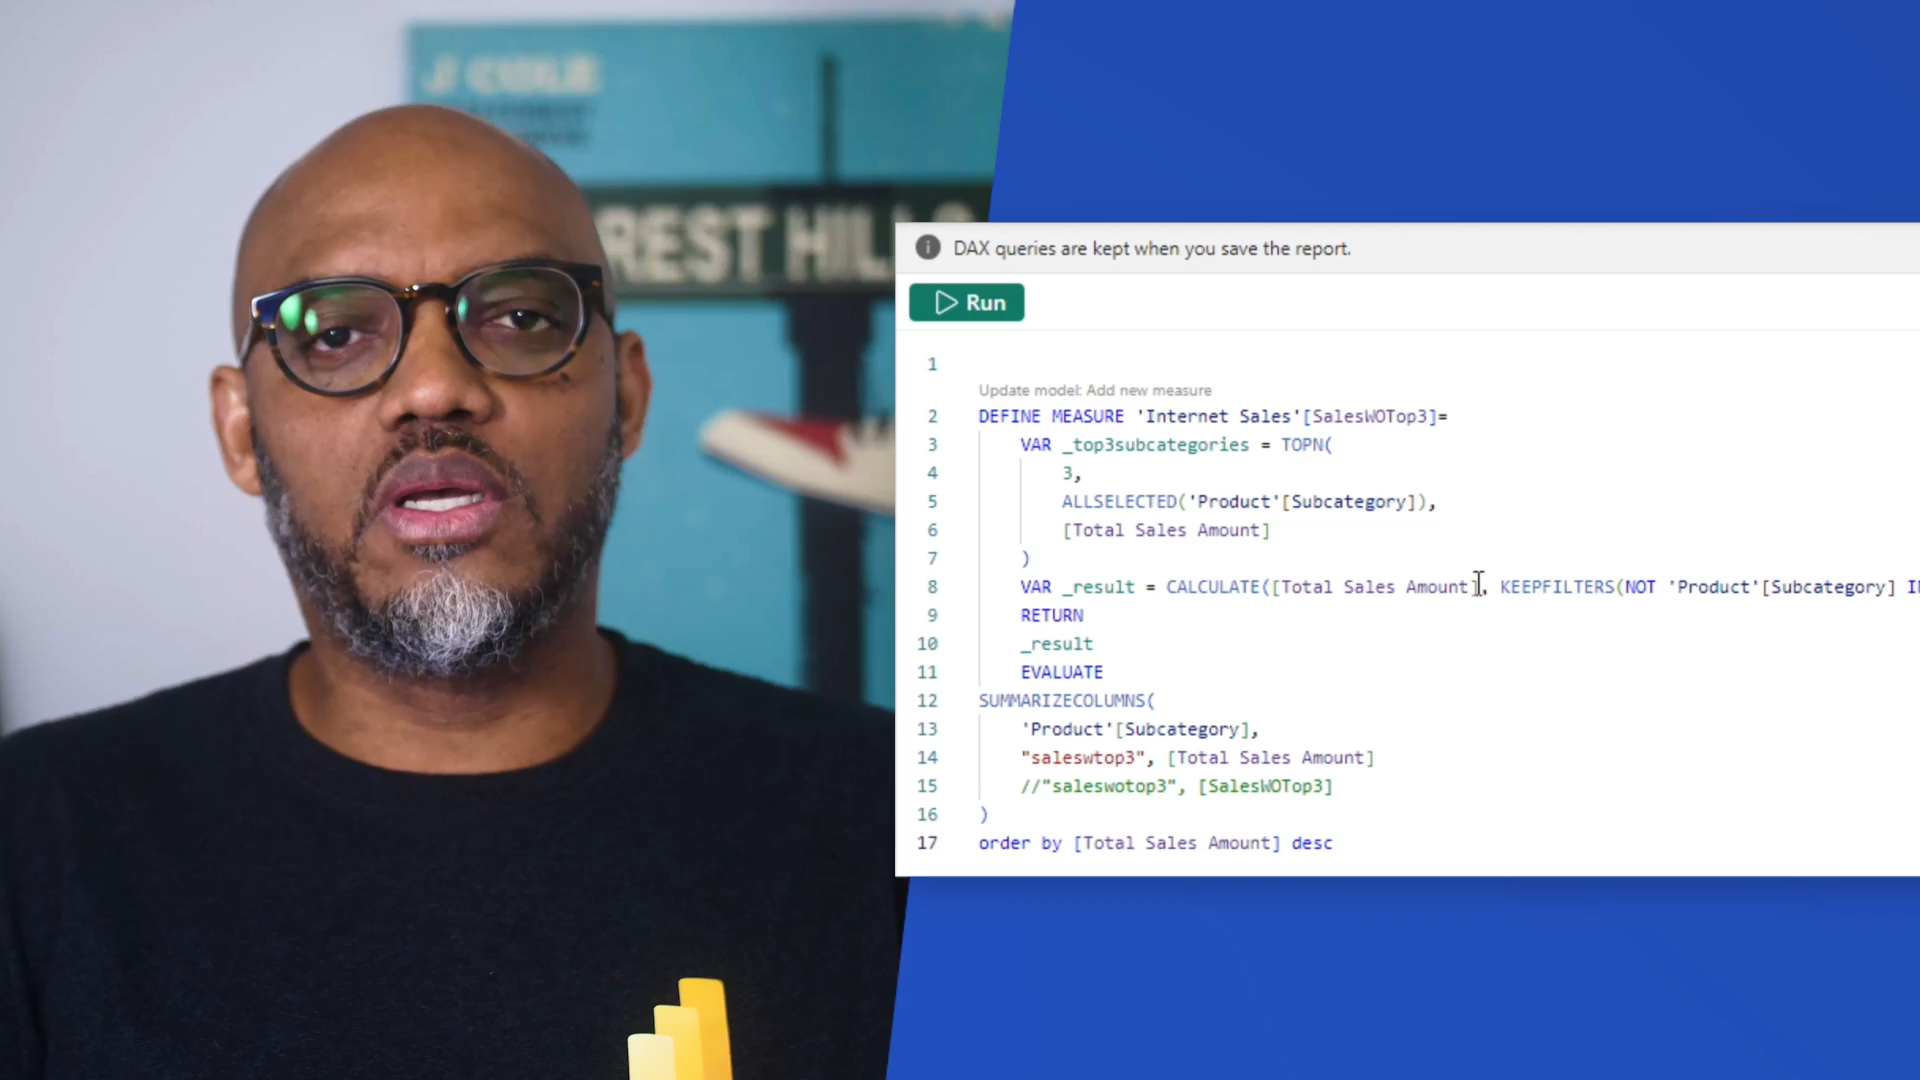 J COLE
REST HILLS
DAX queries are kept when you save the report.
Run
1
Update model: Add new measure
2 DEFINE MEASURE 'Internet Sales'[SalesWOTop3]=
3 VAR _top3subcategories = TOPN(
4 3,
5 ALLSELECTED('Product'[Subcategory]),
6 [Total Sales Amount]
7 )
8 VAR _result = CALCULATE([Total Sales Amount], KEEPFILTERS(NOT 'Product'[Subcategory]
9 RETURN
10 _result
11 EVALUATE
12 SUMMARIZECOLUMNS(
13 'Product'[Subcategory],
14 "saleswtop3", [Total Sales Amount]
15 //"saleswotop3", [SalesWOTop3]
16 )
17 order by [Total Sales Amount] desc